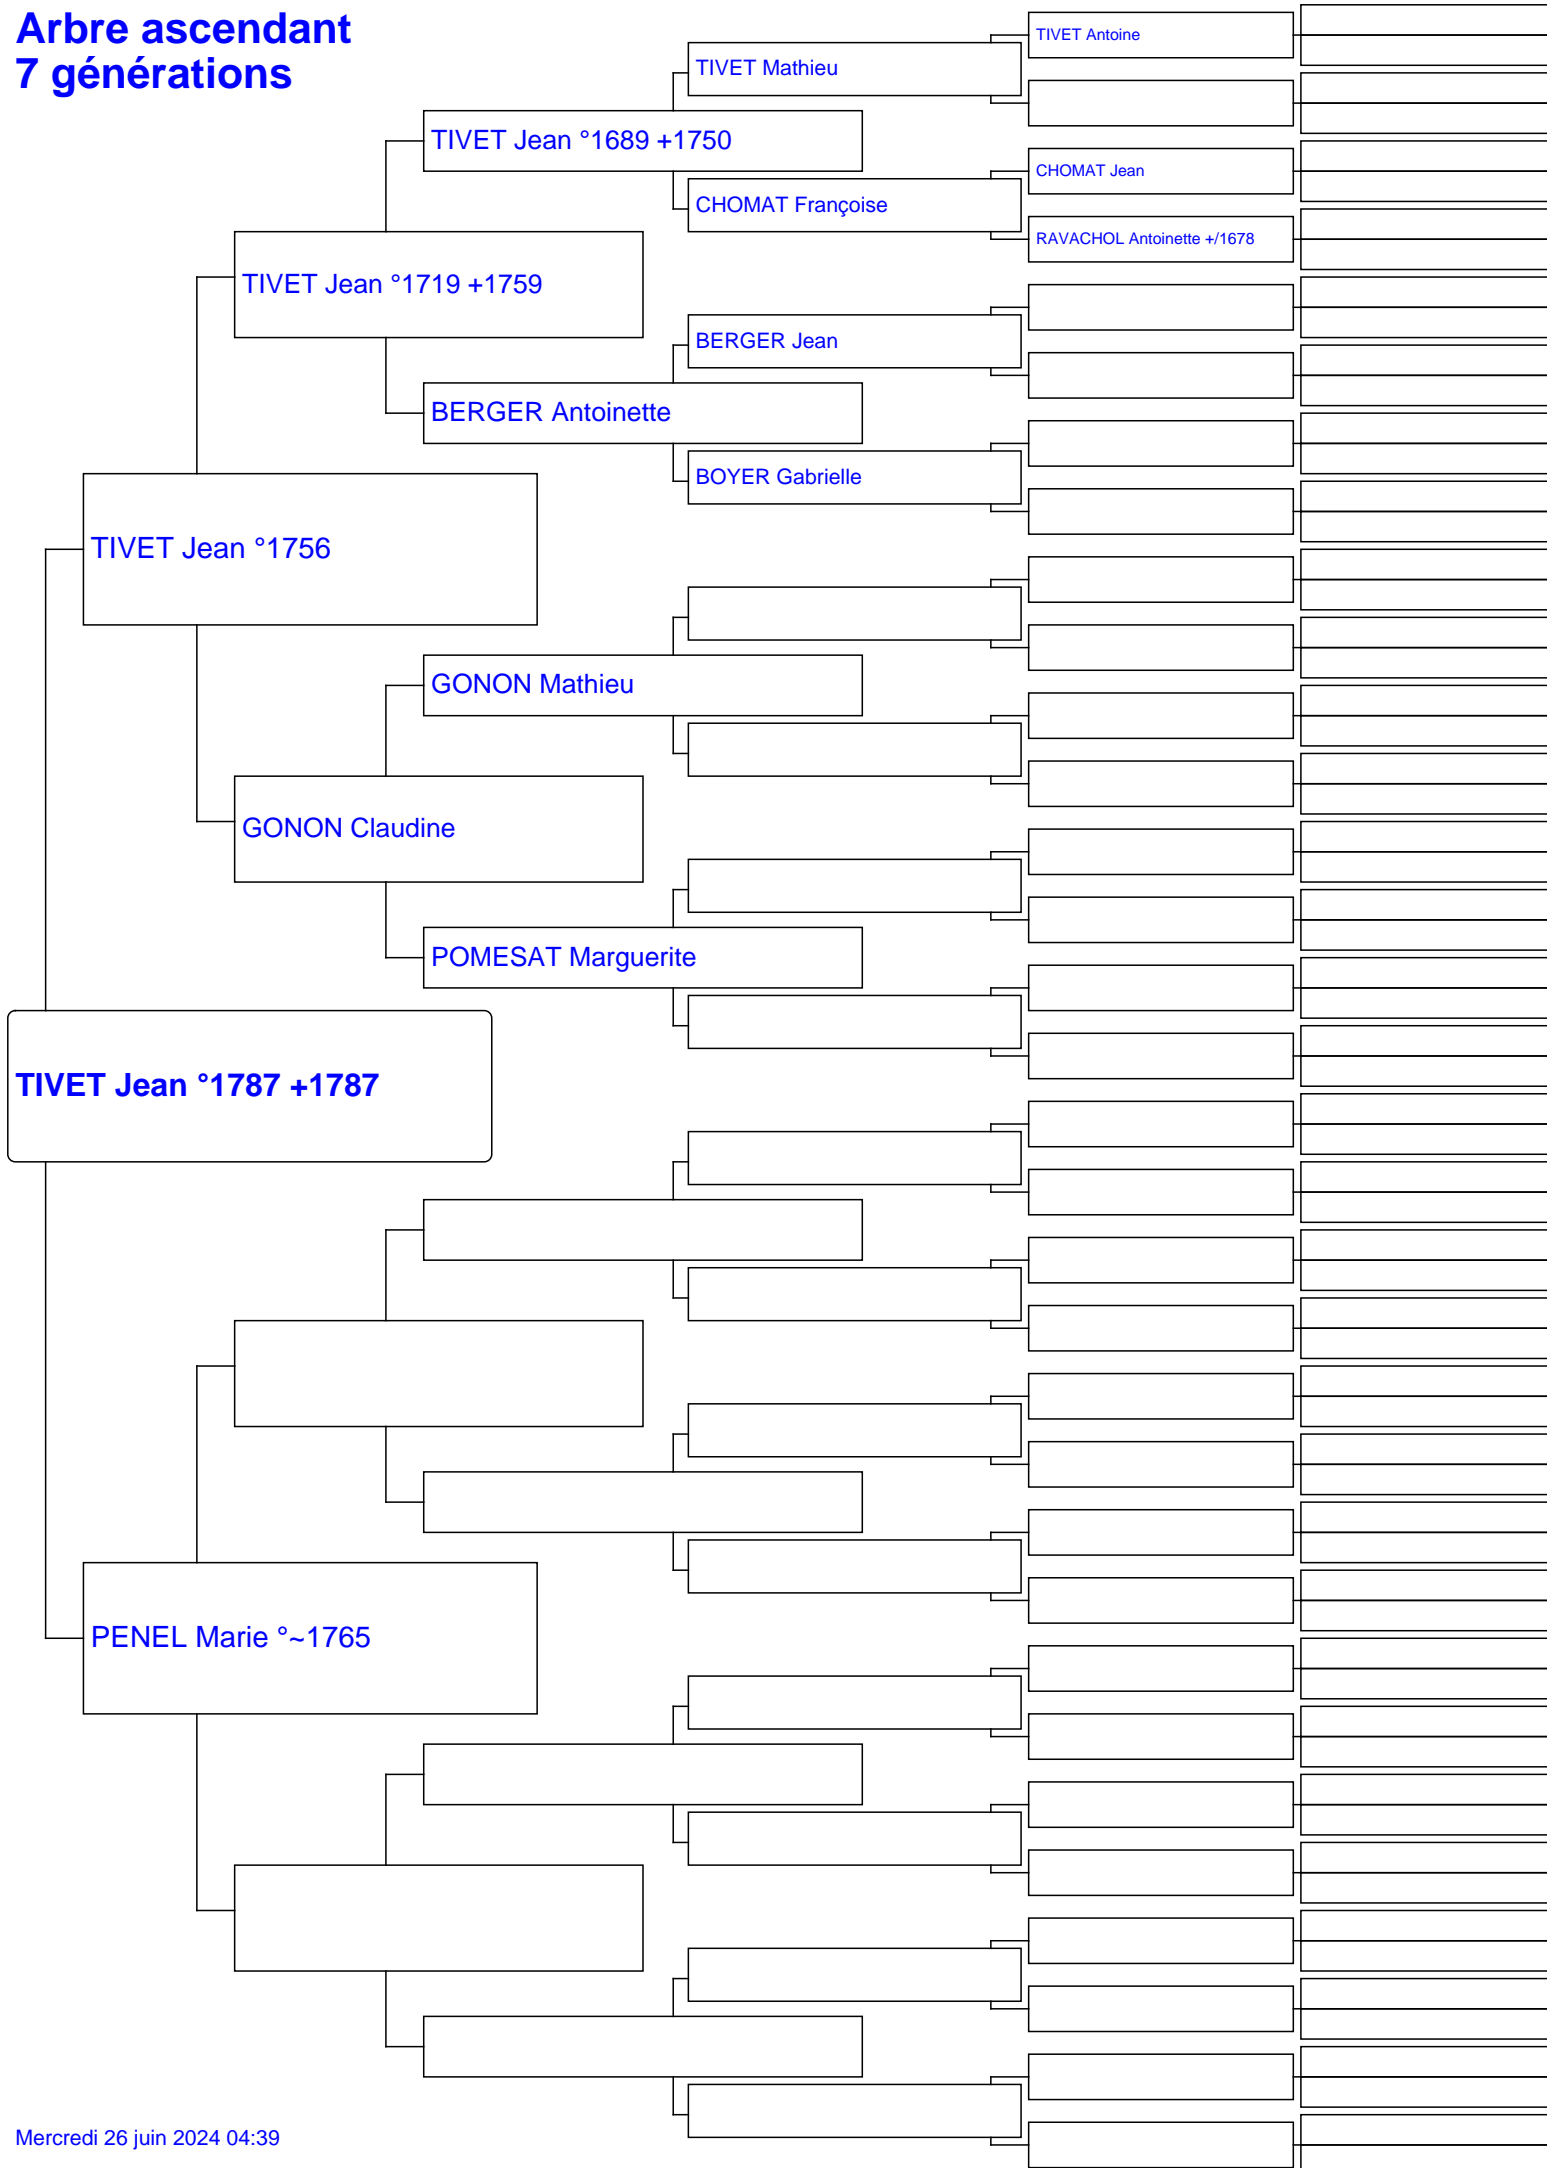 Arbre ascendant
7 générations
TIVET Antoine
TIVET Mathieu
TIVET Jean °1689 +1750
CHOMAT Jean
CHOMAT Françoise
RAVACHOL Antoinette +/1678
TIVET Jean °1719 +1759
BERGER Jean
BERGER Antoinette
BOYER Gabrielle
TIVET Jean °1756
GONON Mathieu
GONON Claudine
POMESAT Marguerite
TIVET Jean °1787 +1787
PENEL Marie °~1765
Mercredi 26 juin 2024 04:39